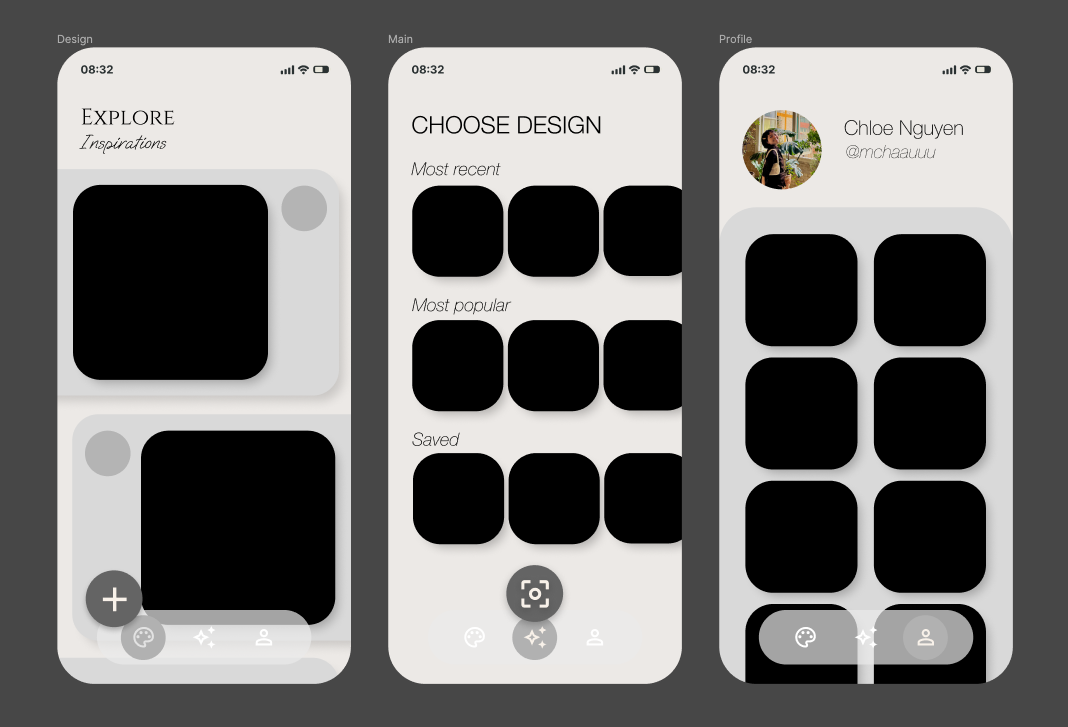 Design
08:32
EXPLORE
Inspirations
Main
08:32
CHOOSE DESIGN
Most recent
Most popular
Saved
Profile
08:32
Chloe Nguyen
@mchaauuu